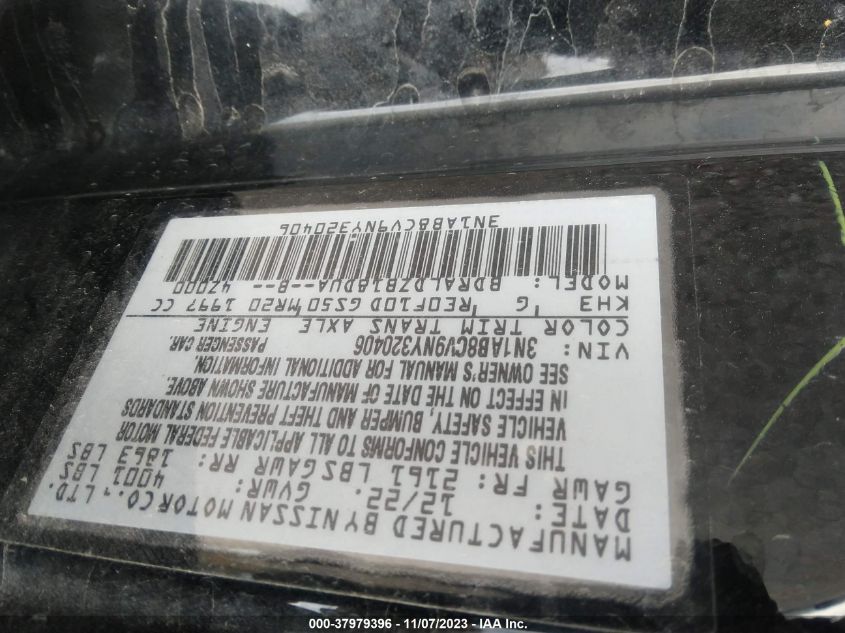 MANUFACTURED BY NISSAN MOTOR CO., LTD.
DATE: 12/22 GVWR: 4001 LBS
GAWR FR: 2161 LBS GAWR RR: 1863 LBS
THIS VEHICLE CONFORMS TO ALL APPLICABLE FEDERAL MOTOR
VEHICLE SAFETY, BUMPER AND THEFT PREVENTION STANDARDS
IN EFFECT ON THE DATE OF MANUFACTURE SHOWN ABOVE.
SEE OWNER'S MANUAL FOR ADDITIONAL INFORMATION.
VIN: 3N1AB8CV9NY320406 PASSENGER CAR.
COLOR TRIM TRANS AXLE ENGINE
KH3 'G 'RE0F10D GS50'MR20 1997 CC
MODEL: BDRALDZB18DUA--B-- 47000
3N1AB8CV9NY320406
000-37979396 - 11/07/2023 - IAA Inc.